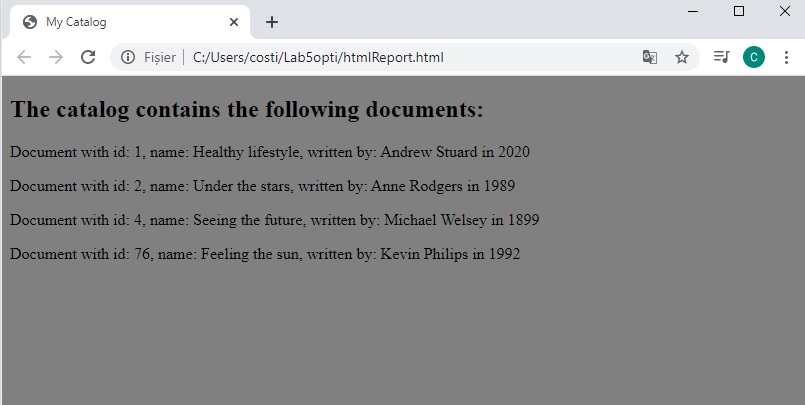 My Catalog
Fișier C:/Users/costi/Lab5opti/htmlReport.html C
The catalog contains the following documents:
Document with id: 1, name: Healthy lifestyle, written by: Andrew Stuard in 2020
Document with id: 2, name: Under the stars, written by: Anne Rodgers in 1989
Document with id: 4, name: Seeing the future, written by: Michael Welsey in 1899
Document with id: 76, name: Feeling the sun, written by: Kevin Philips in 1992